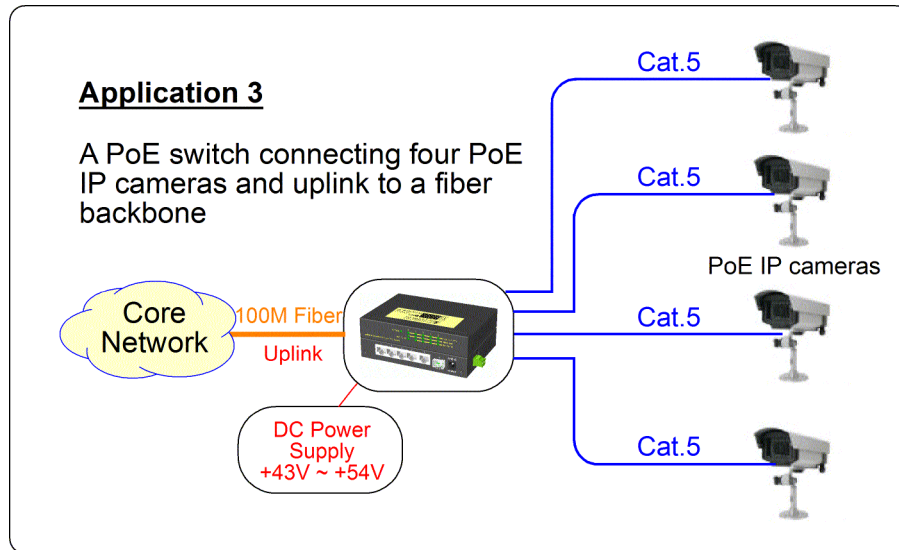 Application 3
A PoE switch connecting four PoE
IP cameras and uplink to a fiber
backbone
Cat.5
Cat.5
PoE IP cameras
Cat.5
Cat.5
Core
Network
100M Fiber
Uplink
DC Power
Supply
+43V ~ +54V